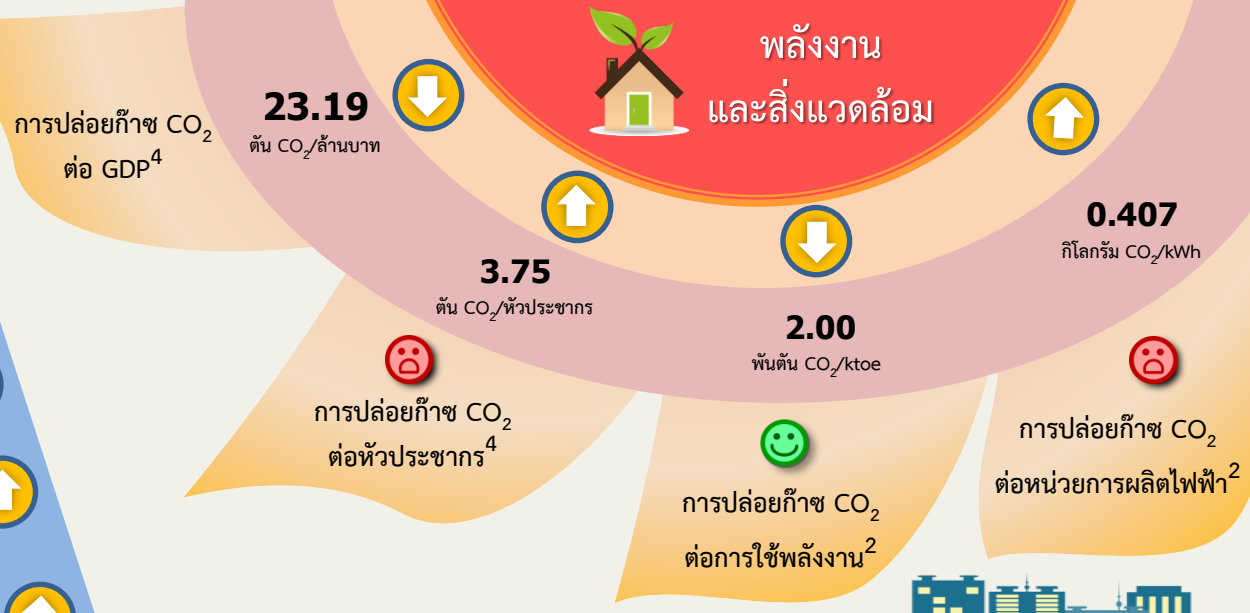 พลังงาน
และสิ่งแวดล้อม
การปล่อยก๊าซ CO₂
ต่อ GDP⁴
23.19
ตัน CO₂/ล้านบาท
3.75
ตัน CO₂/หัวประชากร
การปล่อยก๊าซ CO₂
ต่อหัวประชากร⁴
2.00
พันตัน CO₂/ktoe
การปล่อยก๊าซ CO₂
ต่อการใช้พลังงาน²
0.407
กิโลกรัม CO₂/kWh
การปล่อยก๊าซ CO₂
ต่อหน่วยการผลิตไฟฟ้า²